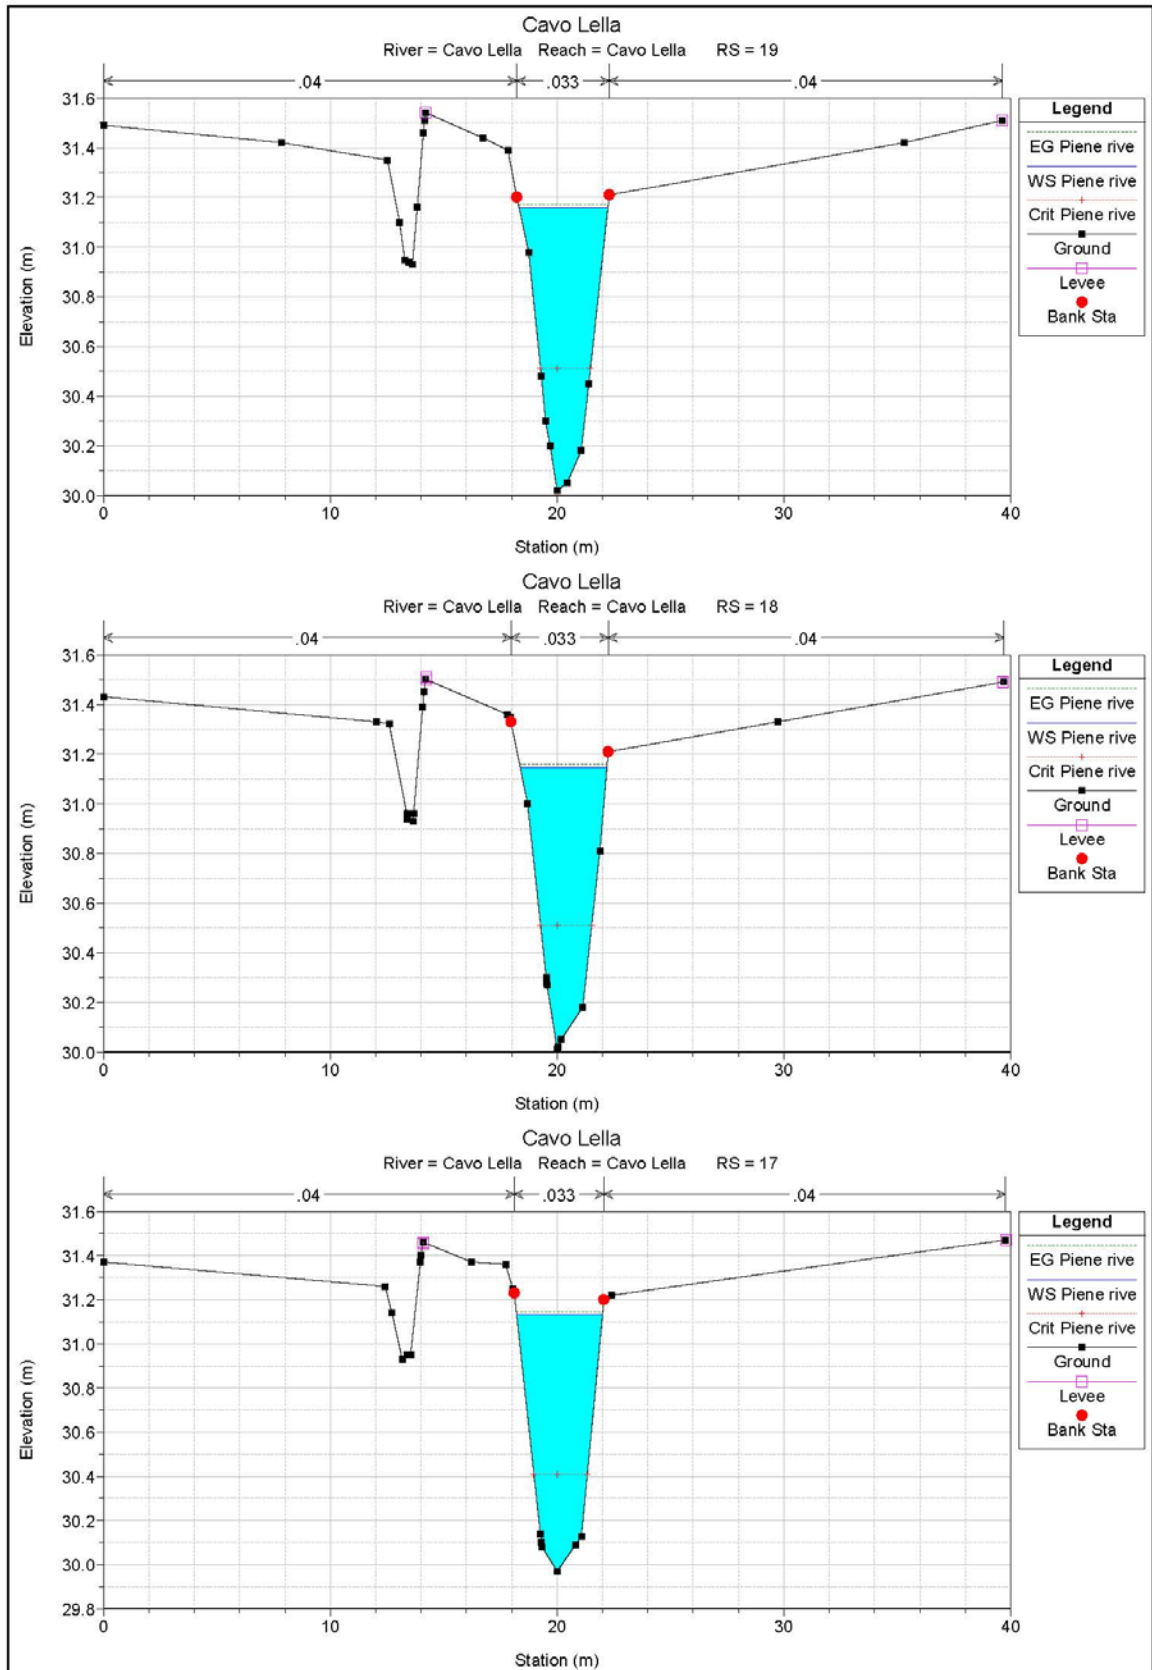 Cavo Lella
River = Cavo Lella Reach = Cavo Lella RS = 19
.04 .033 .04
31.6
31.4
31.2
31.0
30.8
30.6
30.4
30.2
30.0
0 10 20 30 40
Elevation (m)
Station (m)
Legend
EG Piene rive
WS Piene rive
Crit Piene rive
Ground
Levee
Bank Sta
Cavo Lella
River = Cavo Lella Reach = Cavo Lella RS = 18
.04 .033 .04
31.6
31.4
31.2
31.0
30.8
30.6
30.4
30.2
30.0
0 10 20 30 40
Elevation (m)
Station (m)
Legend
EG Piene rive
WS Piene rive
Crit Piene rive
Ground
Levee
Bank Sta
Cavo Lella
River = Cavo Lella Reach = Cavo Lella RS = 17
.04 .033 .04
31.6
31.4
31.2
31.0
30.8
30.6
30.4
30.2
30.0
29.8
0 10 20 30 40
Elevation (m)
Station (m)
Legend
EG Piene rive
WS Piene rive
Crit Piene rive
Ground
Levee
Bank Sta